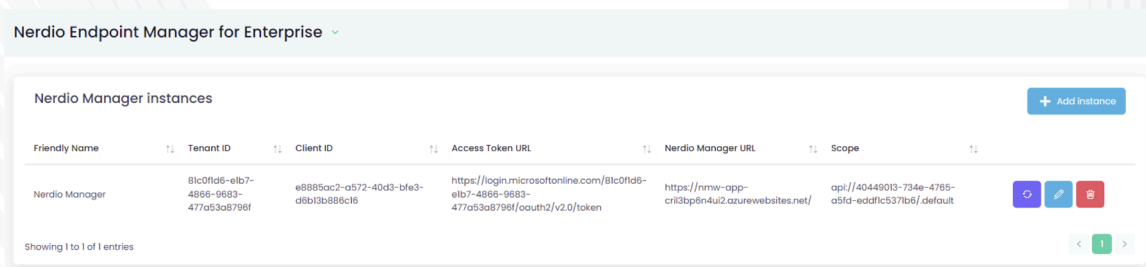 Nerdio Endpoint Manager for Enterprise
Nerdio Manager instances
+ Add instance
Friendly Name Tenant ID Client ID Access Token URL Nerdio Manager URL Scope
Nerdio Manager
81c0f1d6-e1b7-
4866-9683-
477a53a8796f
e8885ac2-a572-40d3-bfe3-
d6b13b886c16
https://login.microsoftonline.com/81c0f1d6-
e1b7-4866-9683-
477a53a8796f/oauth2/v2.0/token
https://nmw-app-
cril3bp6n4ui2.azurewebsites.net/
api://40449013-734e-4765-
a5fd-eddf1c5371b6/.default
Showing 1 to 1 of 1 entries
< 1 >